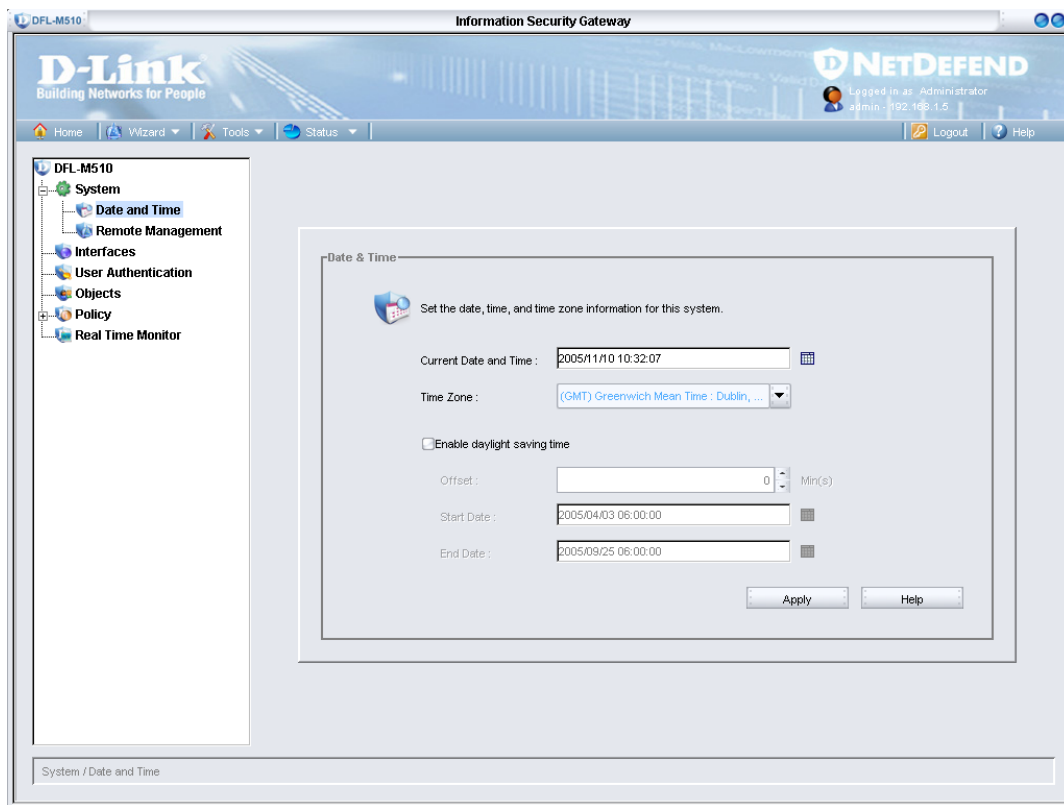 DFL-M510
Information Security Gateway
D-Link
Building Networks for People
NETDEFEND
Logged in as Administrator
admin - 192.168.1.5
Home Wizard Tools Status Logout Help
DFL-M510
System
Date and Time
Remote Management
Interfaces
User Authentication
Objects
Policy
Real Time Monitor
Date & Time
Set the date, time, and time zone information for this system.
Current Date and Time : 2005/11/10 10:32:07
Time Zone : (GMT) Greenwich Mean Time : Dublin, ...
Enable daylight saving time
Offset : 0 Min(s)
Start Date : 2005/04/03 06:00:00
End Date : 2005/09/25 06:00:00
Apply Help
System / Date and Time